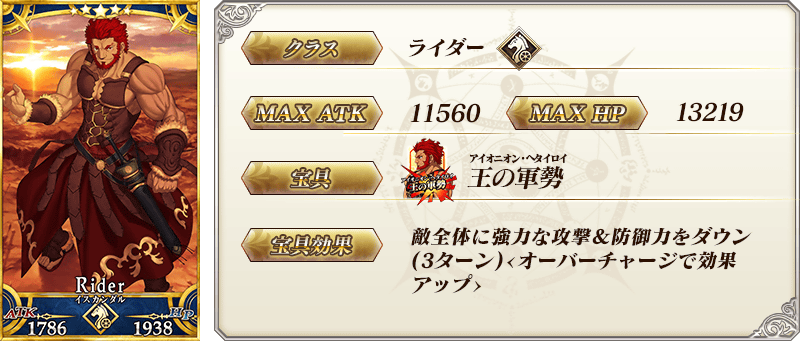 Rider
イスカンダル
ATK
HP
1786
1938
クラス
ライダー
MAX ATK
11560
MAX HP
13219
宝具
王の軍勢
アイオニオン・ヘタイロイ
王の軍勢
宝具効果
敵全体に強力な攻撃&防御力をダウン
(3ターン)<オーバーチャージで効果
アップ>